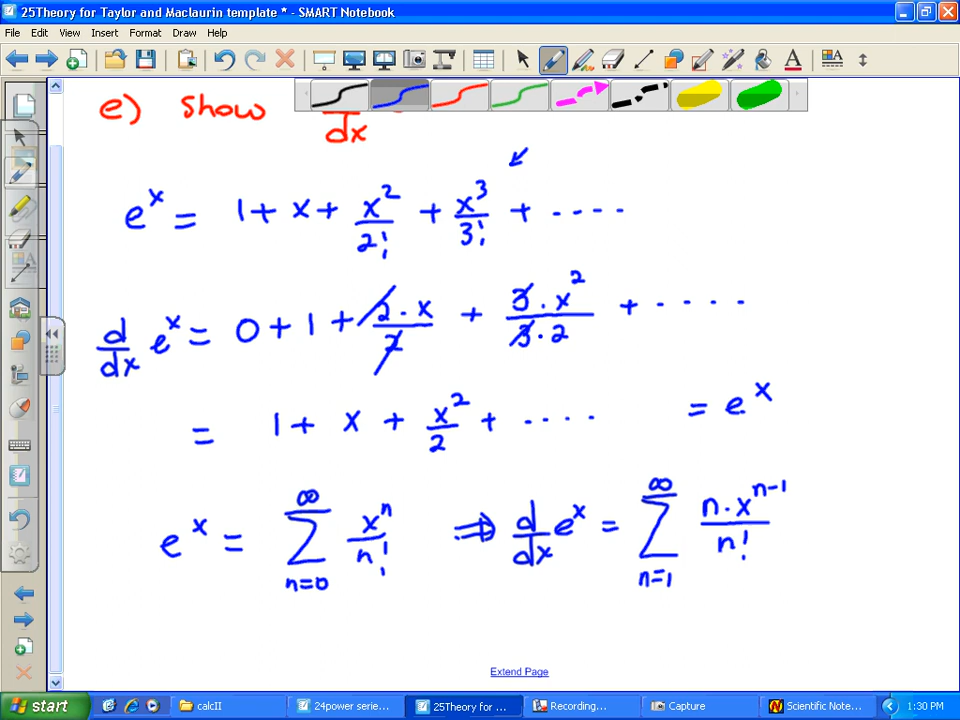 25Theory for Taylor and Maclaurin template * - SMART Notebook
File Edit View Insert Format Draw Help
e) Show d/dx
e^x = 1 + x + x^2/2! + x^3/3! + ....
d/dx e^x = 0 + 1 + 2·x/2 + 3·x^2/3·2 + ....
= 1 + x + x^2/2 + .... = e^x
e^x = ∑_{n=0}^{∞} x^n/n! ⇒ d/dx e^x = ∑_{n=1}^{∞} n·x^{n-1}/n!
Extend Page
start calcII 24power serie... 25Theory for ... Recording... Capture Scientific Note... 1:30 PM